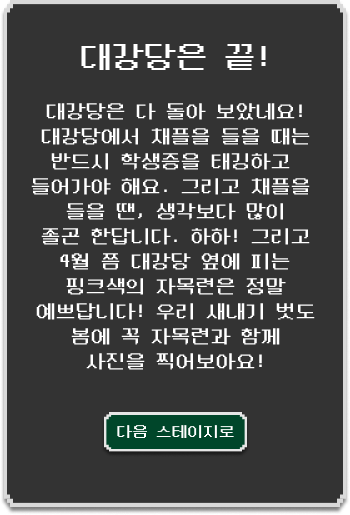 대강당은 끝!
대강당은 다 돌아 보았네요!
대강당에서 채플을 들을 때는
반드시 학생증을 태깅하고
들어가야 해요. 그리고 채플을
들을 땐, 생각보다 많이
졸곤 한답니다. 하하! 그리고
4월 쯤 대강당 옆에 피는
핑크색의 자목련은 정말
예쁘답니다! 우리 새내기 벗도
봄에 꼭 자목련과 함께
사진을 찍어보아요!
다음 스테이지로